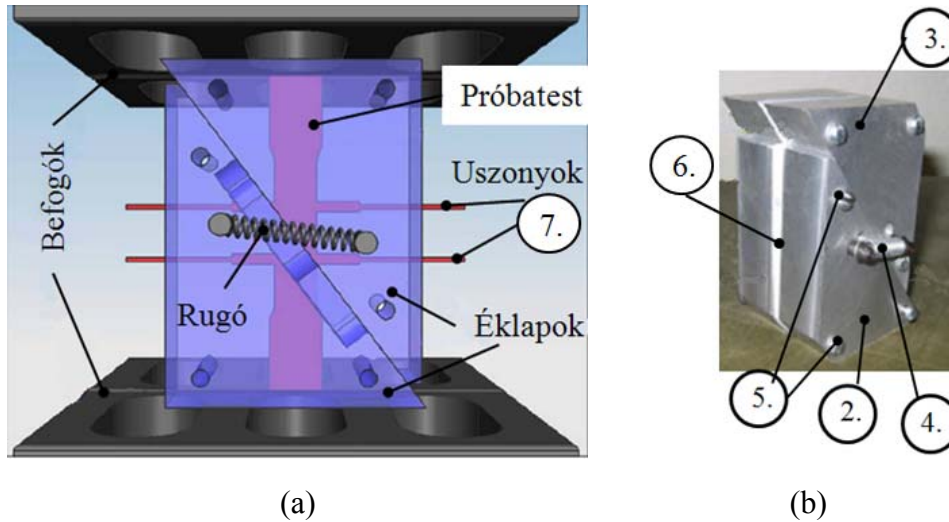 Befogók
Próbatest
Uszonyok
7.
Rugó
Éklapok
(a)
3.
6.
5.
2.
4.
(b)